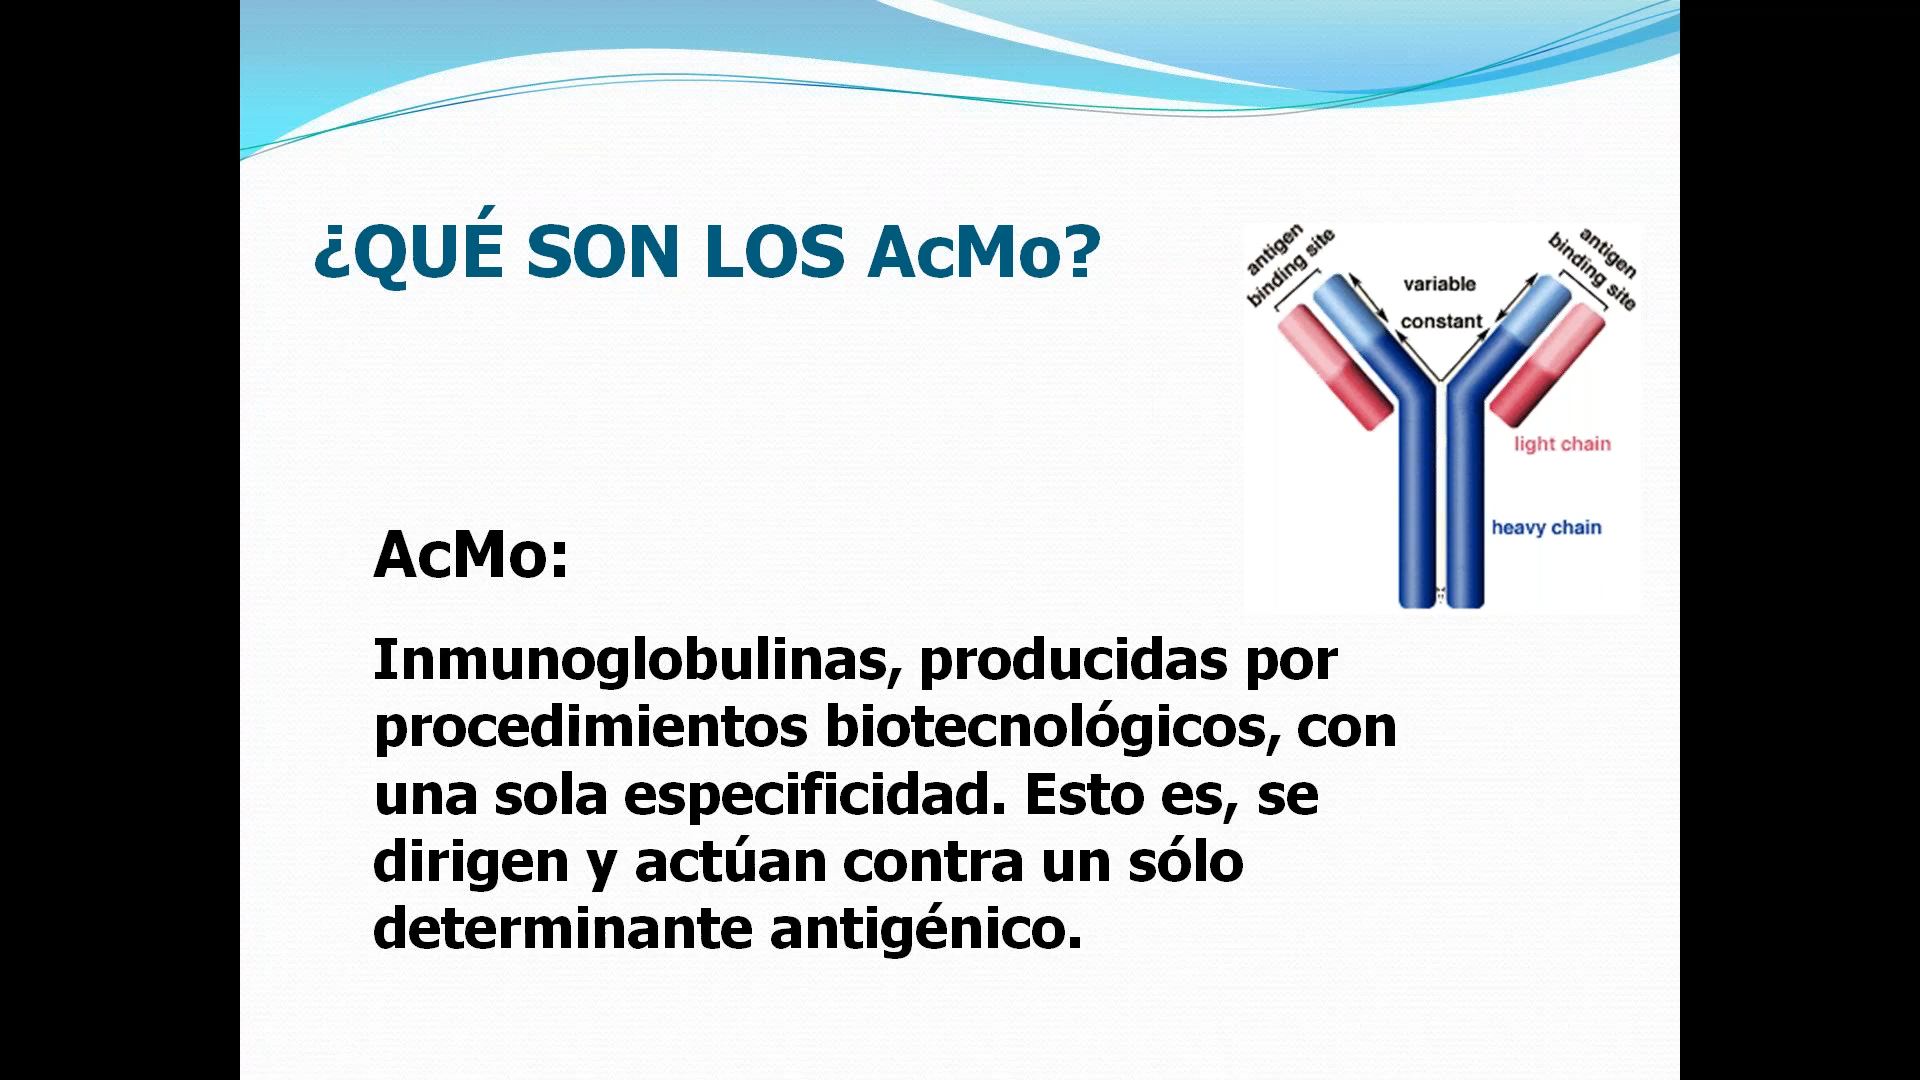 ¿QUÉ SON LOS AcMo?
antigen
binding site
antigen
binding site
variable
constant
light chain
heavy chain
AcMo:
Inmunoglobulinas, producidas por
procedimientos biotecnológicos, con
una sola especificidad. Esto es, se
dirigen y actúan contra un sólo
determinante antigénico.